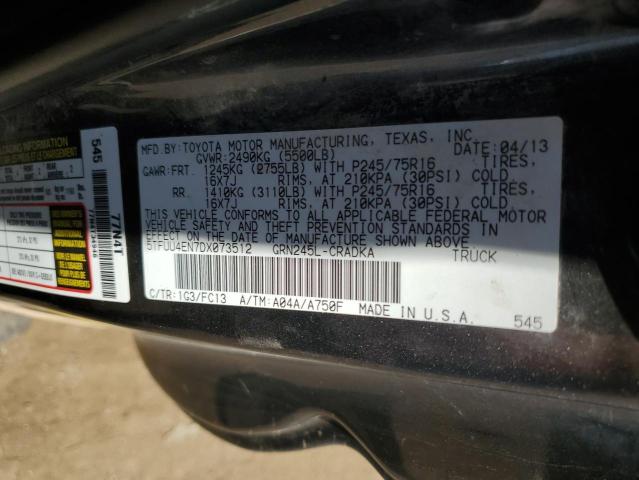 LOADING INFORMATION
545
77N4T
MFD.BY:TOYOTA MOTOR MANUFACTURING, TEXAS, INC. DATE: 04/13
GVWR:2490KG (5500LB)
GAWR:FRT. 1245KG (2755LB) WITH P245/75R16 TIRES,
16X7J RIMS, AT 210KPA (30PSI) COLD
RR. 1410KG (3110LB) WITH P245/75R16 TIRES,
16X7J RIMS, AT 210KPA (30PSI) COLD
THIS VEHICLE CONFORMS TO ALL APPLICABLE FEDERAL MOTOR
VEHICLE SAFETY AND THEFT PREVENTION STANDARDS
IN EFFECT ON THE DATE OF MANUFACTURE SHOWN ABOVE.
5TFUU4EN7DX073512 GRN245L-CRADKA TRUCK
C/TR:1G3/FC13 A/TM:A04A/A750F MADE IN U.S.A.
545